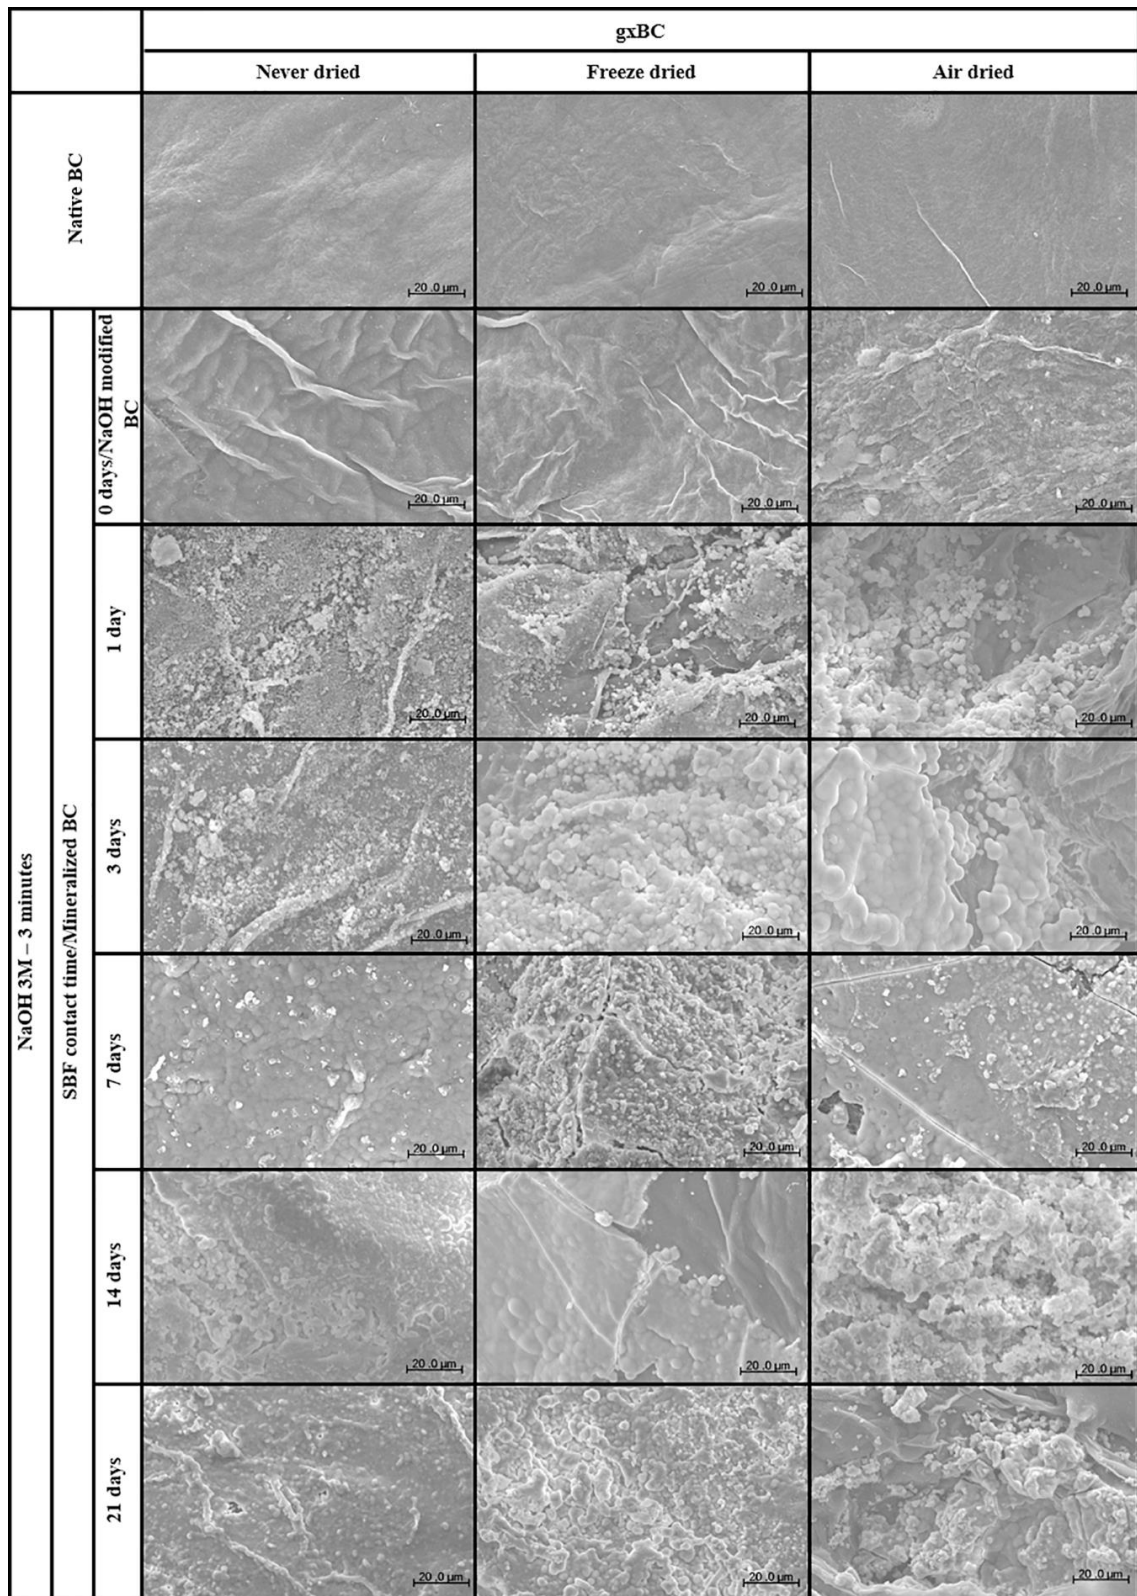 gxBC
Never dried
Freeze dried
Air dried
Native BC
20 .0 µm
20 .0 µm
20 .0 µm
NaOH 3M – 3 minutes
SBF contact time/Mineralized BC
0 days/NaOH modified
BC
20 .0 µm
20 .0 µm
20 .0 µm
1 day
20 .0 µm
20 .0 µm
20 .0 µm
3 days
20 .0 µm
20 .0 µm
20 .0 µm
7 days
20 .0 µm
20 .0 µm
20 .0 µm
14 days
20 .0 µm
20 .0 µm
20 .0 µm
21 days
20 .0 µm
20 .0 µm
20 .0 µm